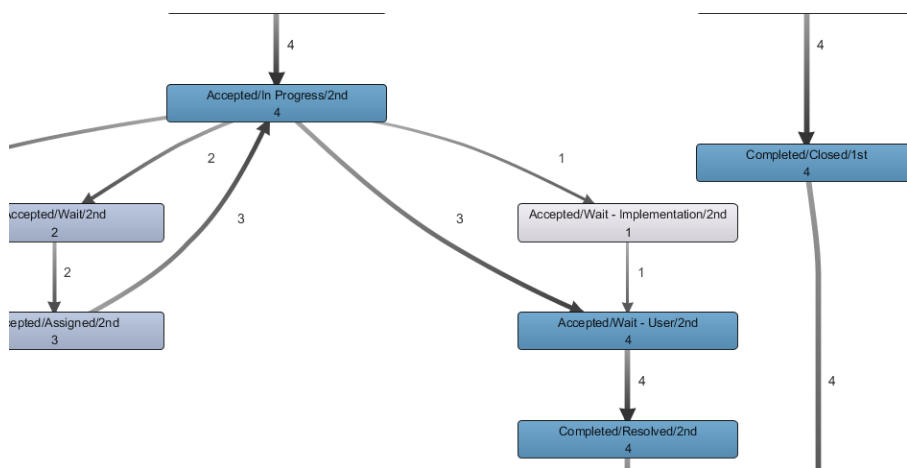 4
4
Accepted/In Progress/2nd
4
Completed/Closed/1st
4
2
1
Accepted/Wait/2nd
2
3
3
Accepted/Wait - Implementation/2nd
1
2
1
cepted/Assigned/2nd
3
Accepted/Wait - User/2nd
4
4
4
Completed/Resolved/2nd
4